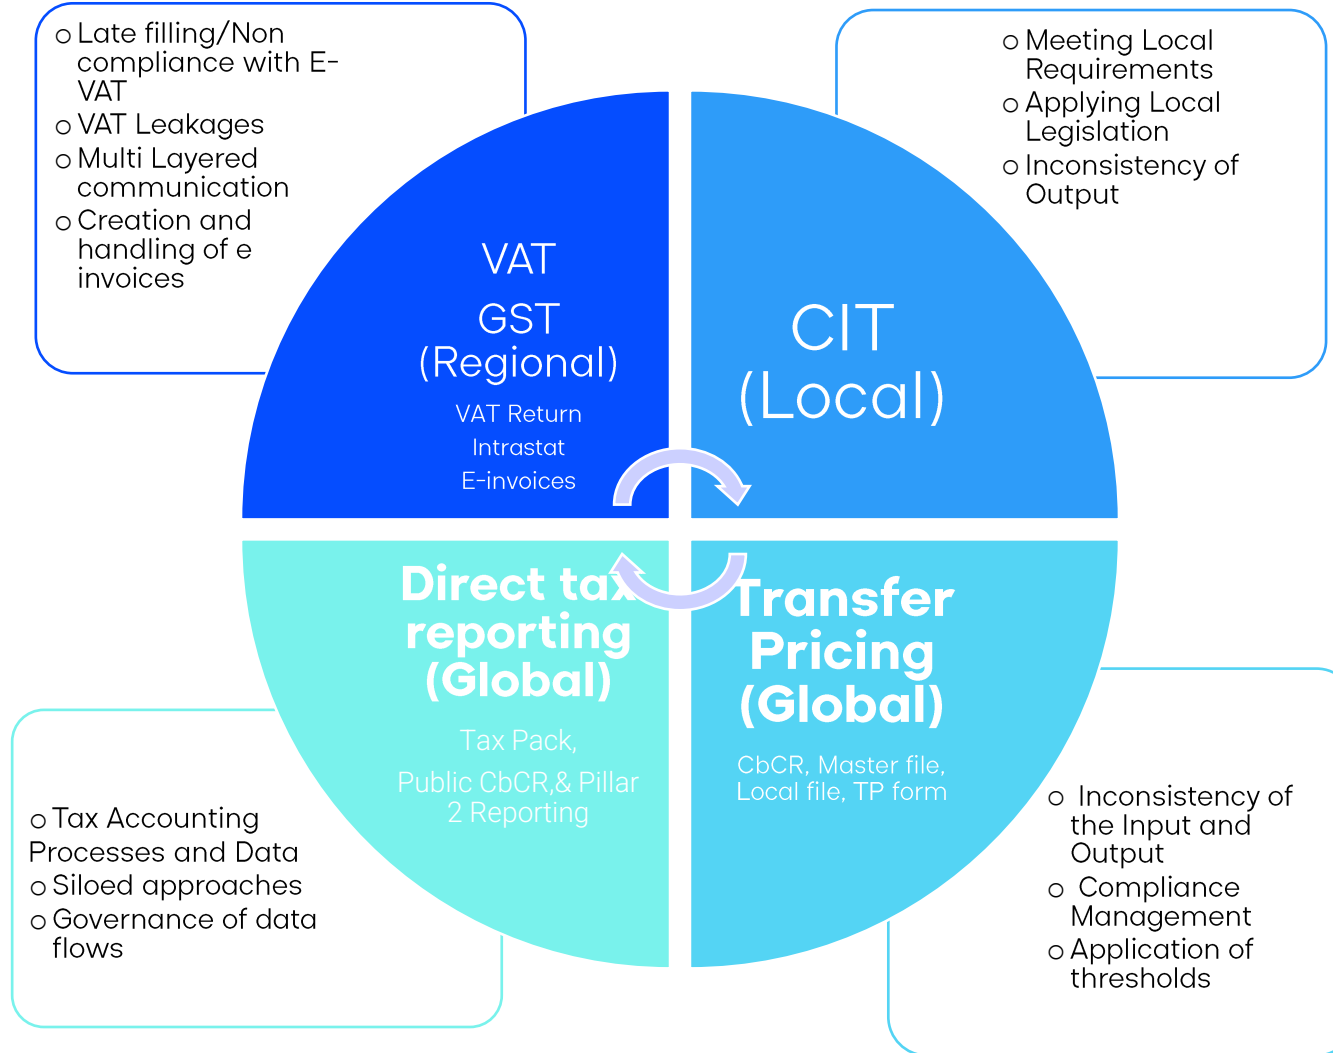 ○ Late filling/Non
compliance with E-
VAT
○ VAT Leakages
○ Multi Layered
communication
○ Creation and
handling of e
invoices
○ Meeting Local
Requirements
○ Applying Local
Legislation
○ Inconsistency of
Output
VAT
GST
(Regional)
VAT Return
Intrastat
E-invoices
CIT
(Local)
Direct tax
reporting
(Global)
Tax Pack,
Public CbCR,& Pillar
2 Reporting
Transfer
Pricing
(Global)
CbCR, Master file,
Local file, TP form
○ Tax Accounting
Processes and Data
○ Siloed approaches
○ Governance of data
flows
○ Inconsistency of
the Input and
Output
○ Compliance
Management
○ Application of
thresholds